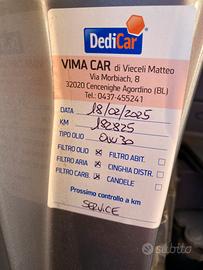 DediCar
VIMA CAR di Vieceli Matteo
Via Morbiach, 8
32020 Cencenighe Agordino (BL)
Tel.: 0437-455241
DATA 18/02/2025
KM 192825
TIPO OLIO 0W30
FILTRO OLIO X FILTRO ABIT.
FILTRO ARIA X CINGHIA DISTR.
FILTRO CARB. X CANDELE
Prossimo controllo a km
SERVICE
subito